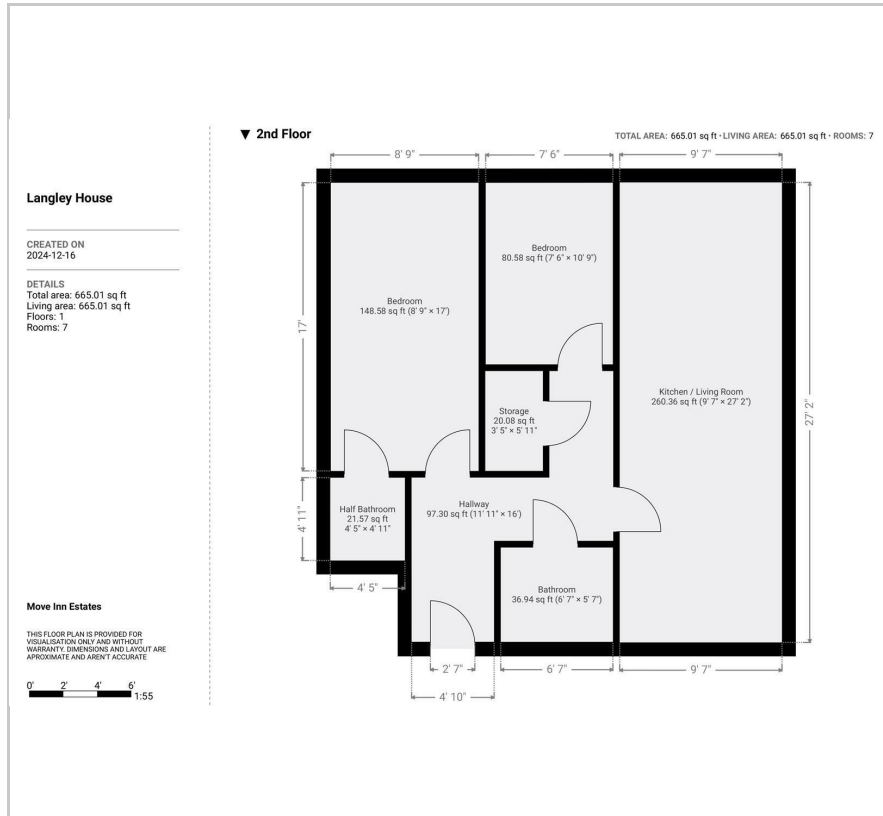 ▼ 2nd Floor
TOTAL AREA: 665.01 sq ft • LIVING AREA: 665.01 sq ft • ROOMS: 7
Langley House
CREATED ON
2024-12-16
DETAILS
Total area: 665.01 sq ft
Living area: 665.01 sq ft
Floors: 1
Rooms: 7
Move Inn Estates
THIS FLOOR PLAN IS PROVIDED FOR
VISUALISATION ONLY AND WITHOUT
WARRANTY. DIMENSIONS AND LAYOUT ARE
APROXIMATE AND AREN'T ACCURATE
0' 2' 4' 6'
1:55
8' 9"
7' 6"
9' 7"
17'
4' 11"
27' 2"
Bedroom
148.58 sq ft (8' 9" × 17')
Bedroom
80.58 sq ft (7' 6" × 10' 9")
Kitchen / Living Room
260.36 sq ft (9' 7" × 27' 2")
Storage
20.08 sq ft
3' 5" × 5' 11"
Half Bathroom
21.57 sq ft
4' 5" × 4' 11"
Hallway
97.30 sq ft (11' 11" × 16')
Bathroom
36.94 sq ft (6' 7" × 5' 7")
4' 5"
2' 7"
4' 10"
6' 7"
9' 7"